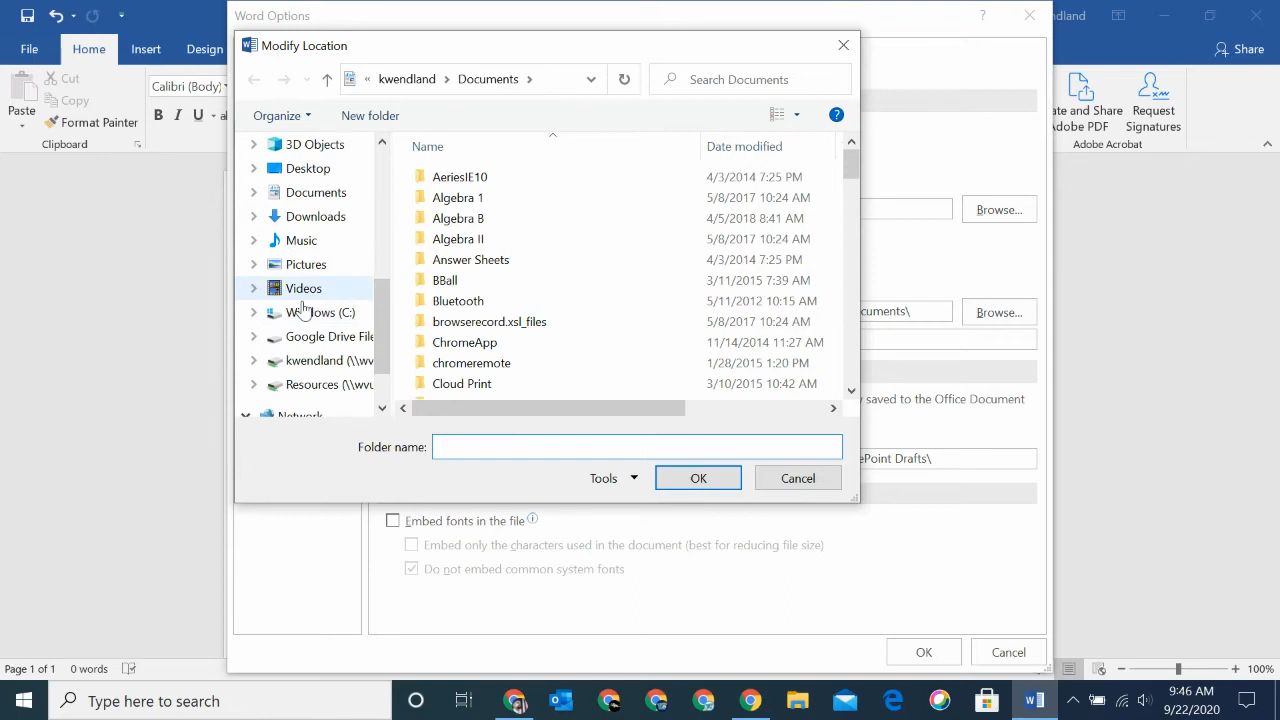 Word Options
?
dland
File
Home
Insert
Design
Share
Cut
Calibri (Body)
Copy
Paste
B I U ab
Format Painter
Clipboard
ate and Share
Adobe PDF
Request
Signatures
Adobe Acrobat
Modify Location
« kwendland > Documents >
Search Documents
Organize
New folder
?
3D Objects
Desktop
Documents
Downloads
Music
Pictures
Videos
Windows (C:)
Google Drive File
kwendland (\\wv
Resources (\\wvu
Network
Name
Date modified
AeriesIE10 4/3/2014 7:25 PM
Algebra 1 5/8/2017 10:24 AM
Algebra B 4/5/2018 8:41 AM
Algebra II 5/8/2017 10:24 AM
Answer Sheets 4/3/2014 7:25 PM
BBall 3/11/2015 7:39 AM
Bluetooth 5/11/2012 10:15 AM
browserecord.xsl_files 5/8/2017 10:24 AM
ChromeApp 11/14/2014 11:27 AM
chromeremote 1/28/2015 1:20 PM
Cloud Print 3/10/2015 10:42 AM
Folder name:
Tools
OK
Cancel
Browse...
cuments\
Browse...
y saved to the Office Document
ePoint Drafts\
Embed fonts in the file
Embed only the characters used in the document (best for reducing file size)
Do not embed common system fonts
OK
Cancel
Page 1 of 1
0 words
100%
Type here to search
9:46 AM
9/22/2020